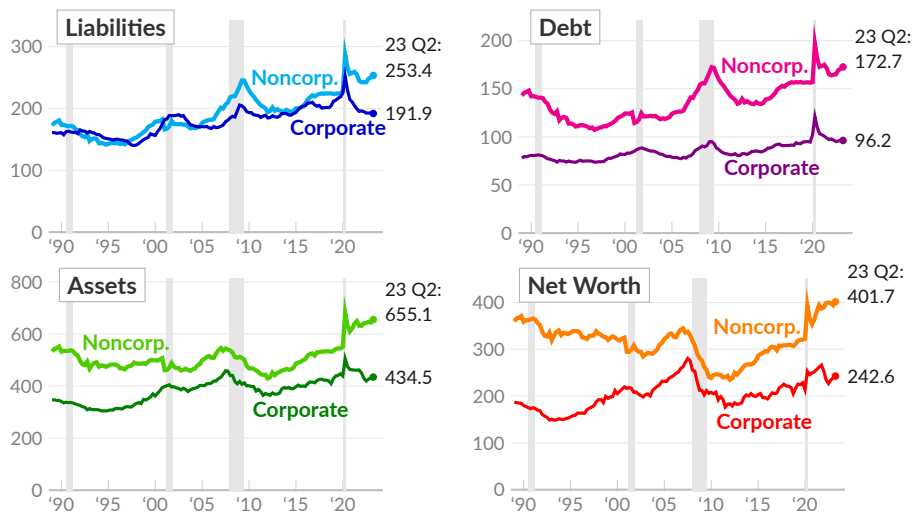 Liabilities
23 Q2:
300
Noncorp.
253.4
200
191.9
Corporate
100
0
‘90 ‘95 ‘00 ‘05 ‘10 ‘15 ‘20
Debt
23 Q2:
200
Noncorp.
172.7
150
100
96.2
Corporate
50
0
‘90 ‘95 ‘00 ‘05 ‘10 ‘15 ‘20
Assets
23 Q2:
800
655.1
600
Noncorp.
434.5
400
Corporate
200
0
‘90 ‘95 ‘00 ‘05 ‘10 ‘15 ‘20
Net Worth
23 Q2:
401.7
400
Noncorp.
300
242.6
200
Corporate
100
0
‘90 ‘95 ‘00 ‘05 ‘10 ‘15 ‘20